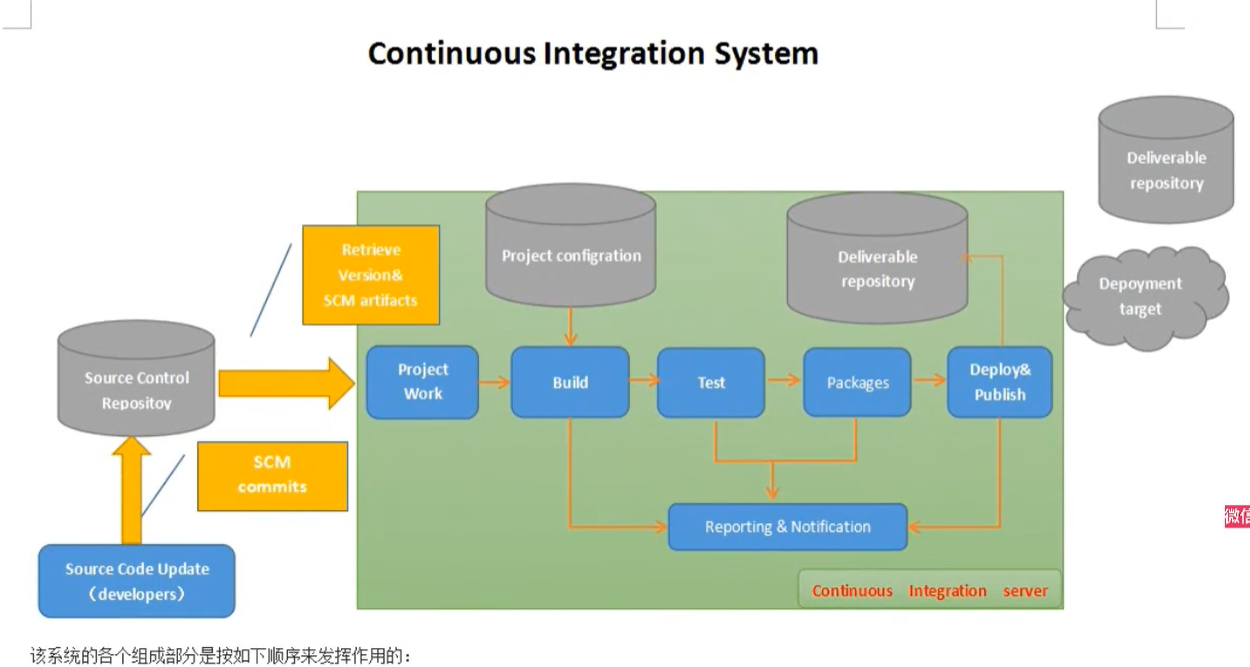 Continuous Integration System
Deliverable
repository
Depoyment
target
Project configration
Deliverable
repository
Retrieve
Version&
SCM artifacts
Source Control
Repositoy
Project
Work
Build
Test
Packages
Deploy&
Publish
SCM
commits
Reporting & Notification
Source Code Update
（developers）
Continuous Integration server
微信
该系统的各个组成部分是按如下顺序来发挥作用的：